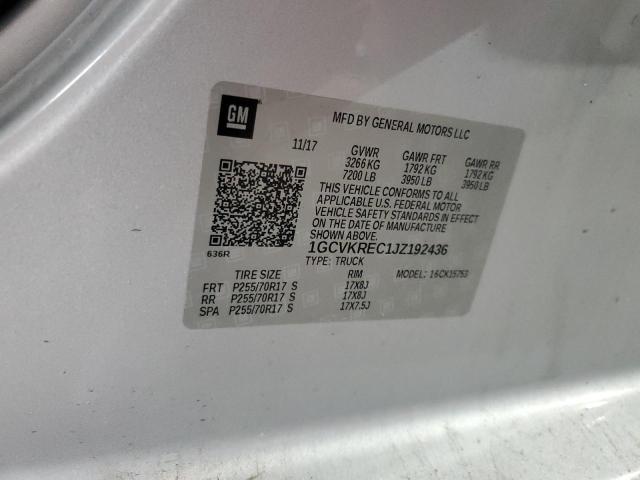 GM
MFD BY GENERAL MOTORS LLC
11/17
GVWR GAWR FRT GAWR RR
3266 KG 1792 KG 1792 KG
7200 LB 3950 LB 3950 LB
THIS VEHICLE CONFORMS TO ALL
APPLICABLE U.S. FEDERAL MOTOR
VEHICLE SAFETY STANDARDS IN EFFECT
ON THE DATE OF MANUFACTURE
SHOWN ABOVE.
636R
1GCVKREC1JZ192436
TYPE: TRUCK
MODEL: 16CK15753
TIRE SIZE RIM
FRT P255/70R17 S 17X8J
RR P255/70R17 S 17X8J
SPA P255/70R17 S 17X7.5J